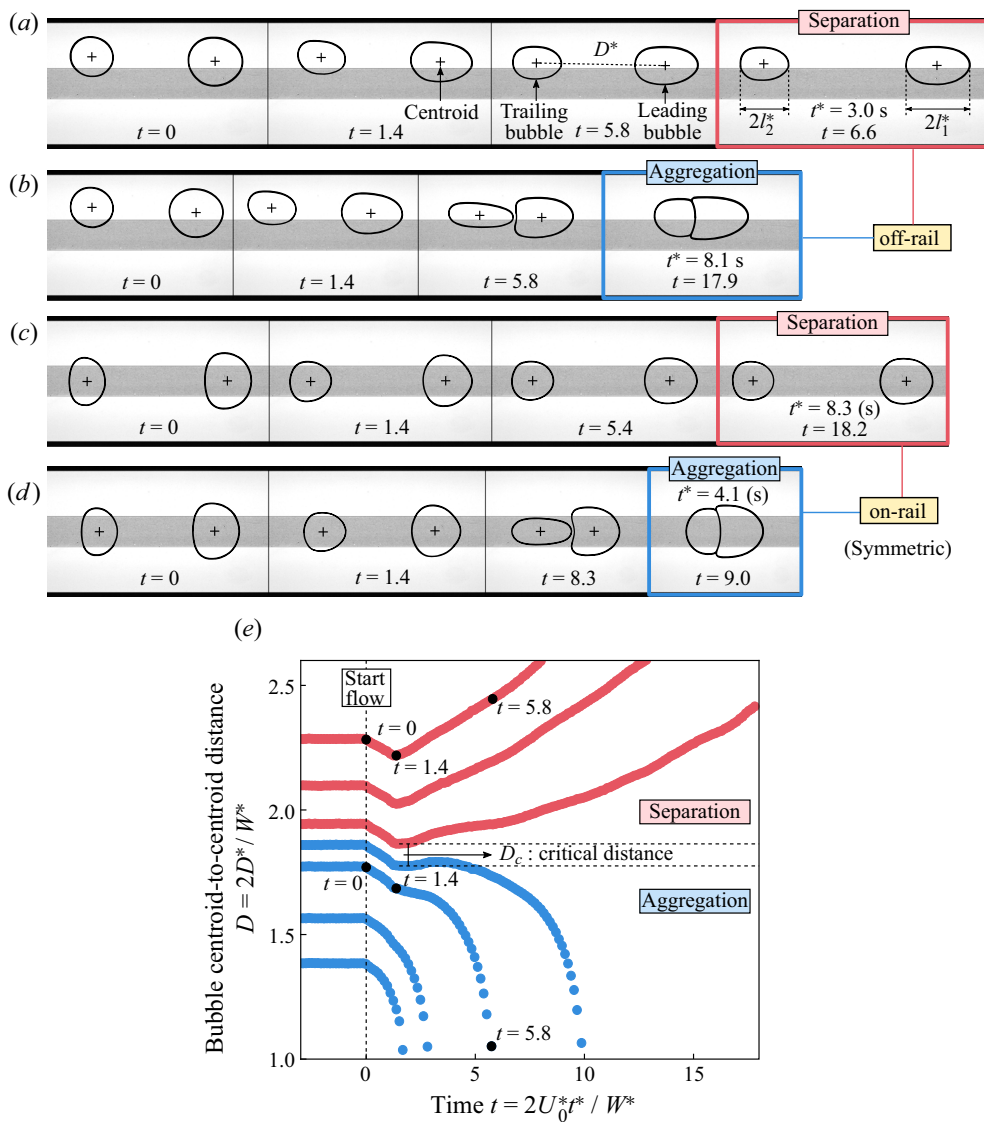 (a)
Separation
D*
Centroid
Trailing bubble
Leading bubble
2l*2
2l*1
t = 0
t = 1.4
t = 5.8
t* = 3.0 s
t = 6.6
(b)
Aggregation
off-rail
t* = 8.1 s
t = 0
t = 1.4
t = 5.8
t = 17.9
(c)
Separation
t* = 8.3 (s)
t = 0
t = 1.4
t = 5.4
t = 18.2
(d)
Aggregation
t* = 4.1 (s)
on-rail
(Symmetric)
t = 0
t = 1.4
t = 8.3
t = 9.0
(e)
Bubble centroid-to-centroid distance
D = 2D*/W*
2.5
2.0
1.5
1.0
Start
flow
t = 0
t = 1.4
t = 5.8
Separation
Dc : critical distance
t = 0
t = 1.4
Aggregation
t = 5.8
0
5
10
15
Time t = 2U*0t* / W*